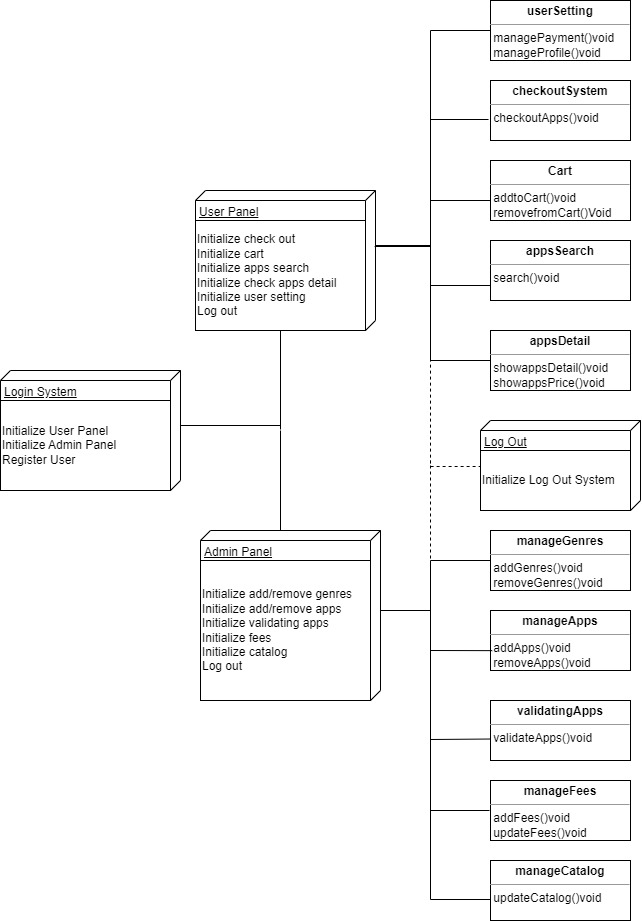 userSetting
managePayment()void
manageProfile()void
checkoutSystem
checkoutApps()void
Cart
addtoCart()void
removefromCart()Void
User Panel
Initialize check out
Initialize cart
Initialize apps search
Initialize check apps detail
Initialize user setting
Log out
appsSearch
search()void
appsDetail
showappsDetail()void
showappsPrice()void
Login System
Initialize User Panel
Initialize Admin Panel
Register User
Log Out
Initialize Log Out System
Admin Panel
Initialize add/remove genres
Initialize add/remove apps
Initialize validating apps
Initialize fees
Initialize catalog
Log out
manageGenres
addGenres()void
removeGenres()void
manageApps
addApps()void
removeApps()void
validatingApps
validateApps()void
manageFees
addFees()void
updateFees()void
manageCatalog
updateCatalog()void